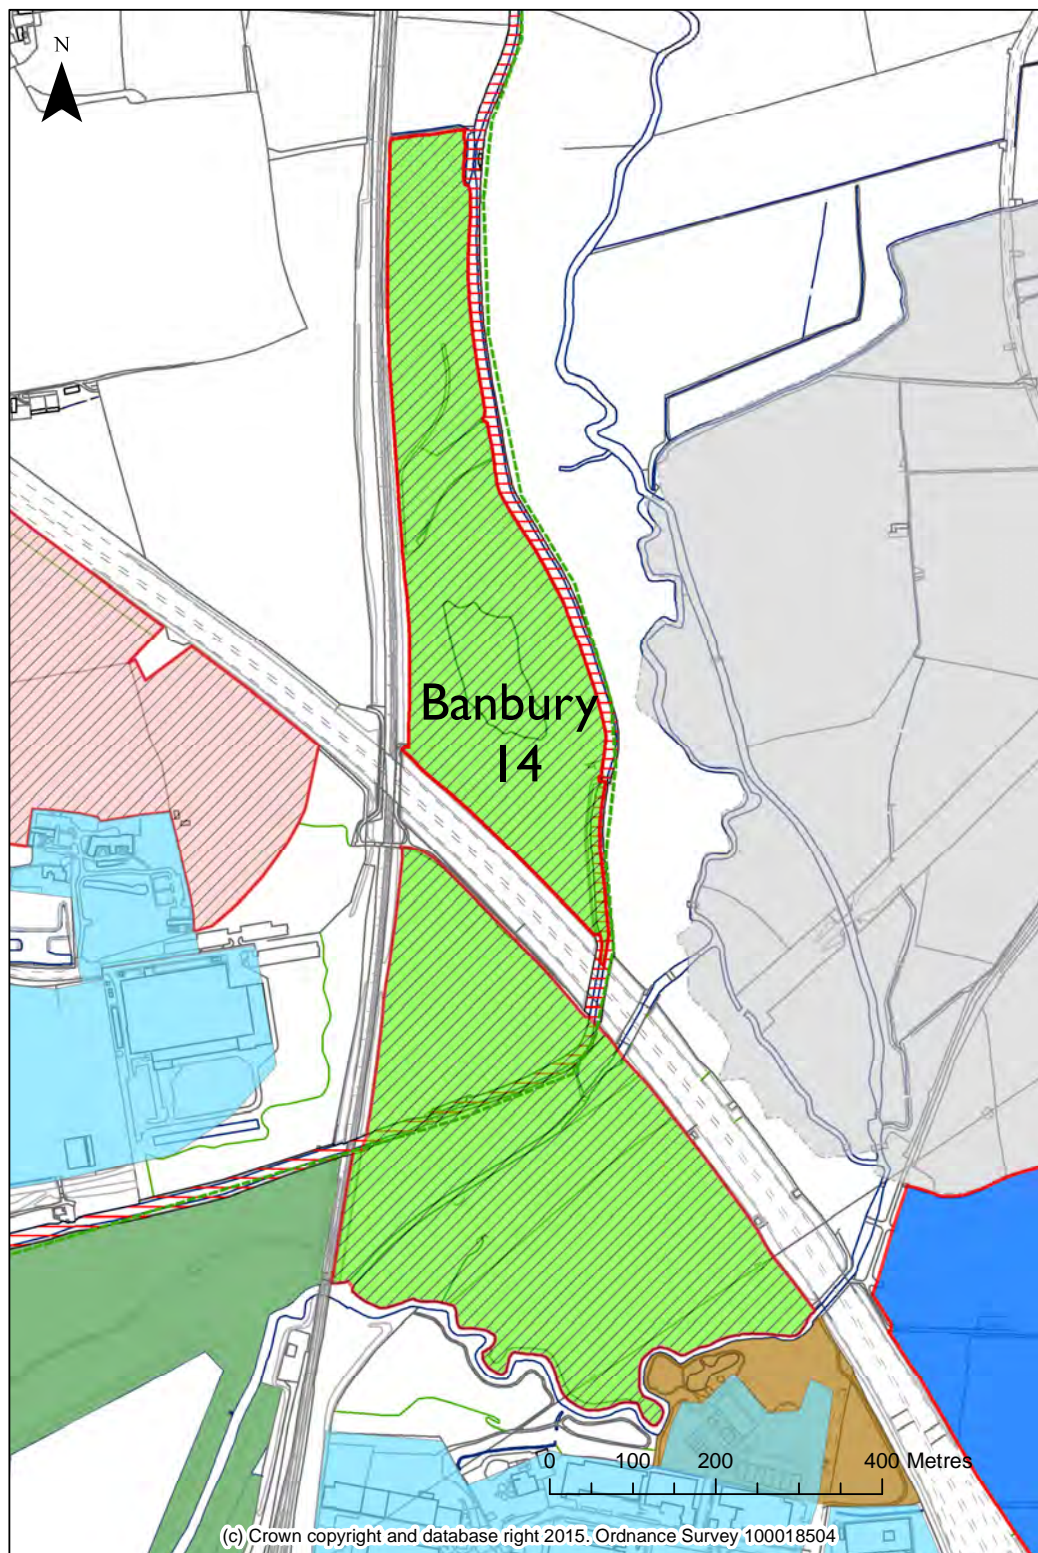 N
Banbury
14
0 100 200 400 Metres
(c) Crown copyright and database right 2015. Ordnance Survey 100018504